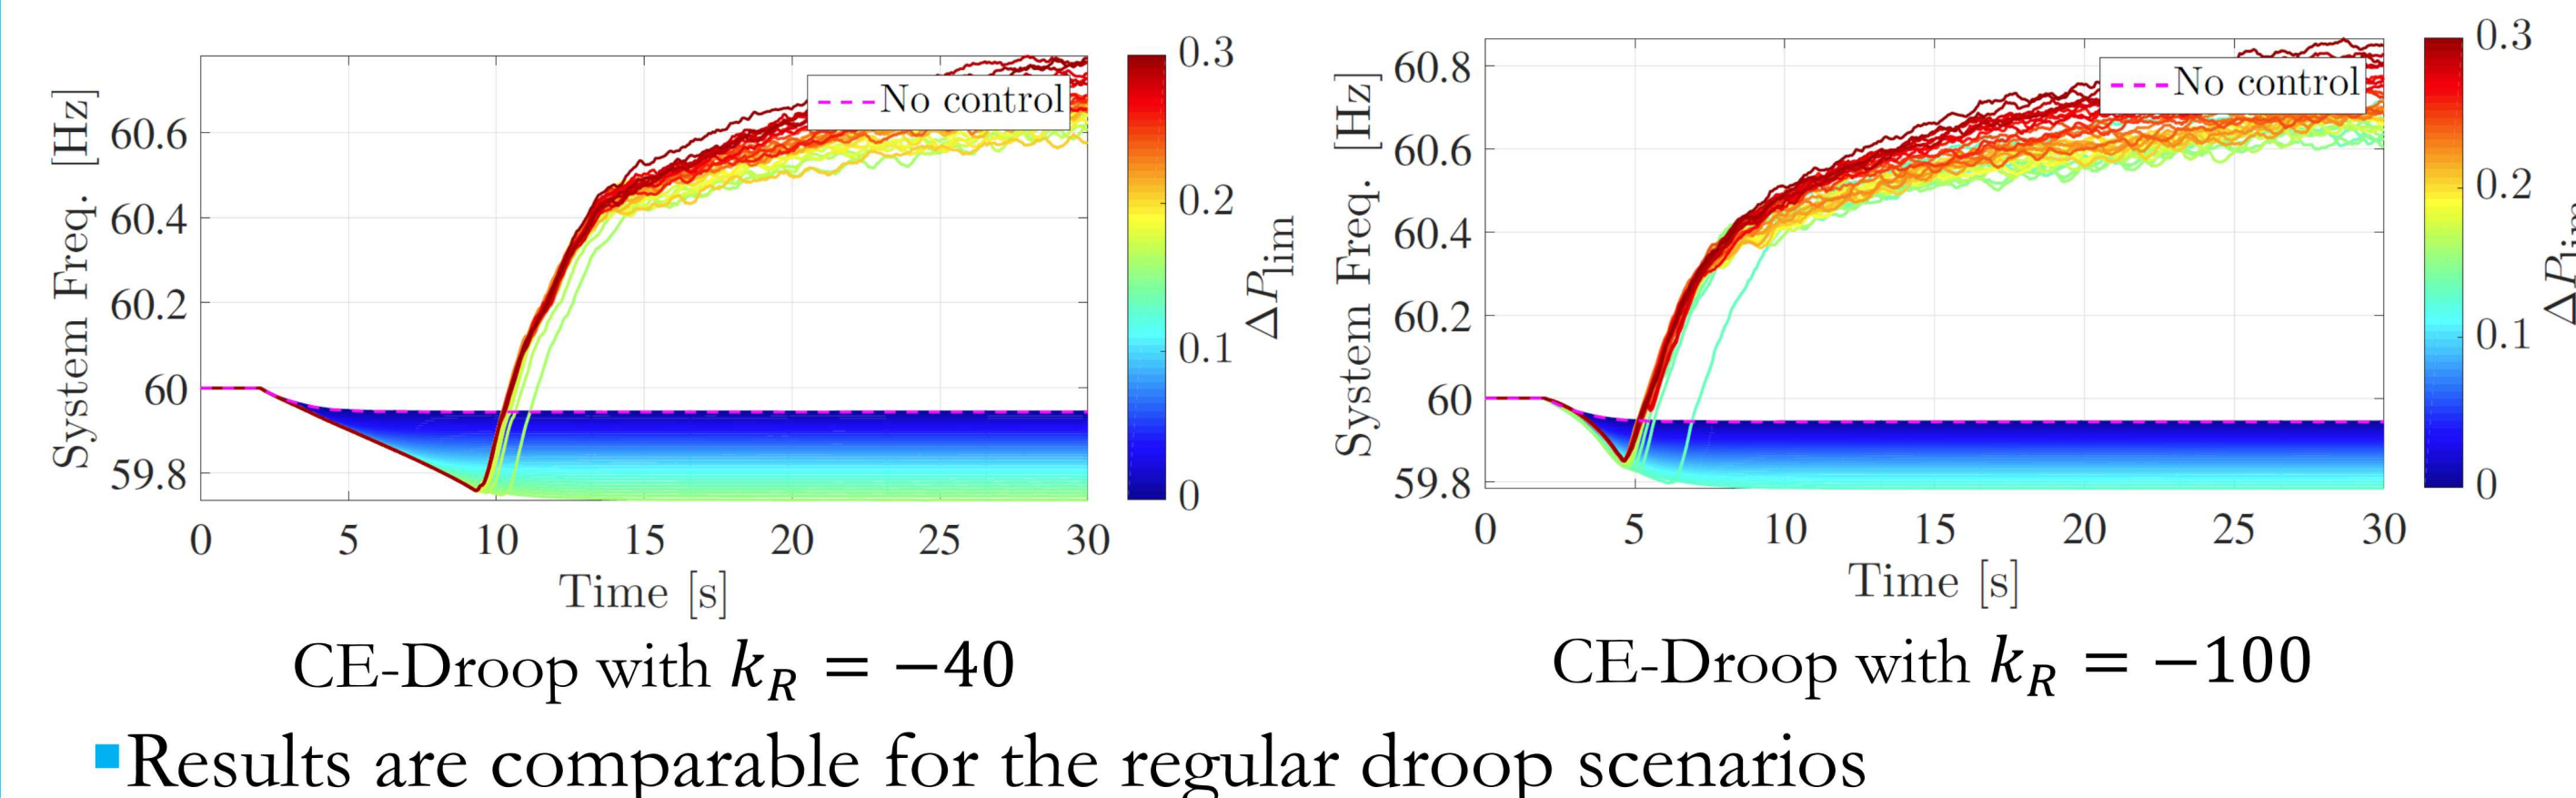 System Freq. [Hz]
60.6
60.4
60.2
60
59.8
0 5 10 15 20 25 30
Time [s]
No control
0.3
0.2
0.1
0
ΔP_lim
CE-Droop with k_R = −40
System Freq. [Hz]
60.8
60.6
60.4
60.2
60
59.8
0 5 10 15 20 25 30
Time [s]
No control
0.3
0.2
0.1
0
ΔP_lim
CE-Droop with k_R = −100
▪Results are comparable for the regular droop scenarios